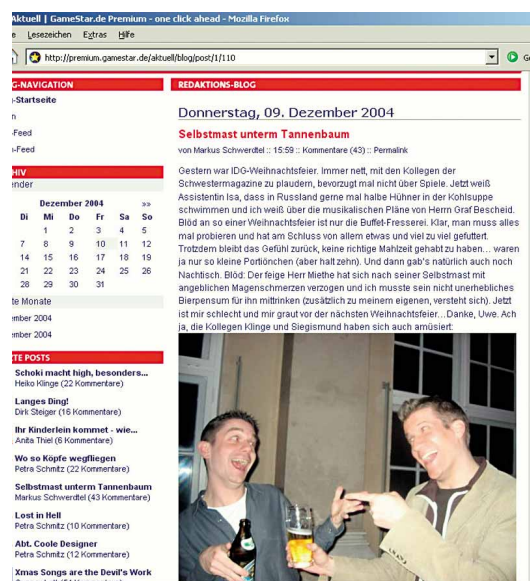 Aktuell | GameStar.de Premium - one click ahead - Mozilla Firefox
Lesezeichen Extras Hilfe
http://premium.gamestar.de/aktuell/blog/post/1/110
G-NAVIGATION
-Startseite
-Feed
-Feed
HIV
ender
Dezember 2004 »»
Di Mi Do Fr Sa So
1 2 3 4 5
7 8 9 10 11 12
14 15 16 17 18 19
21 22 23 24 25 26
28 29 30 31
te Monate
ember 2004
ember 2004
TE POSTS
Schoki macht high, besonders...
Heiko Klinge (22 Kommentare)
Langes Ding!
Dirk Steiger (16 Kommentare)
Ihr Kinderlein kommet - wie...
Anita Thiel (6 Kommentare)
Wo so Köpfe wegfliegen
Petra Schmitz (22 Kommentare)
Selbstmast unterm Tannenbaum
Markus Schwerdtel (43 Kommentare)
Lost in Hell
Petra Schmitz (10 Kommentare)
Abt. Coole Designer
Petra Schmitz (12 Kommentare)
Xmas Songs are the Devil's Work
REDAKTIONS-BLOG
Donnerstag, 09. Dezember 2004
Selbstmast unterm Tannenbaum
von Markus Schwerdtel :: 15:59 :: Kommentare (43) :: Permalink
Gestern war IDG-Weihnachtsfeier. Immer nett, mit den Kollegen der
Schwestermagazine zu plaudern, bevorzugt mal nicht über Spiele. Jetzt weiß
Assistentin Isa, dass in Russland gerne mal halbe Hühner in der Kohlsuppe
schwimmen und ich weiß über die musikalischen Pläne von Herrn Graf Bescheid.
Blöd an so einer Weihnachtsfeier ist nur die Buffet-Fresserei. Klar, man muss alles
mal probieren und hat am Schluss von allem etwas und viel zu viel gefuttert.
Trotzdem bleibt das Gefühl zurück, keine richtige Mahlzeit gehabt zu haben... waren
ja nur so kleine Portiönchen (aber halt zehn). Und dann gab's natürlich auch noch
Nachtisch. Blöd: Der feige Herr Miethe hat sich nach seiner Selbstmast mit
angeblichen Magenschmerzen verzogen und ich musste sein nicht unerhebliches
Bierpensum für ihn mittrinken (zusätzlich zu meinem eigenen, versteht sich). Jetzt
ist mir schlecht und mir graut vor der nächsten Weihnachtsfeier... Danke, Uwe. Ach
ja, die Kollegen Klinge und Siegismund haben sich auch amüsiert: